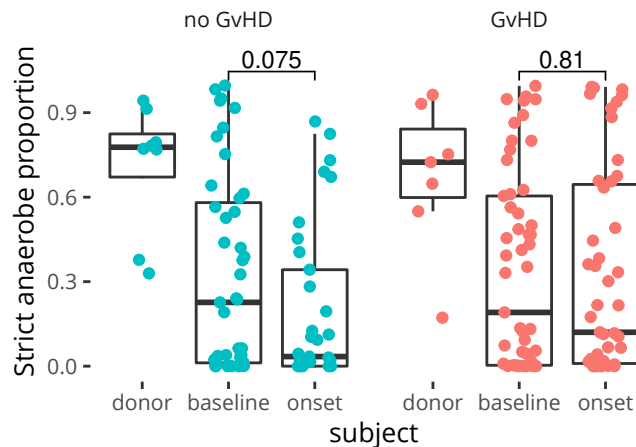 no GvHD
GvHD
0.075
0.81
Strict anaerobe proportion
0.9
0.6
0.3
0.0
donor
baseline
onset
donor
baseline
onset
subject